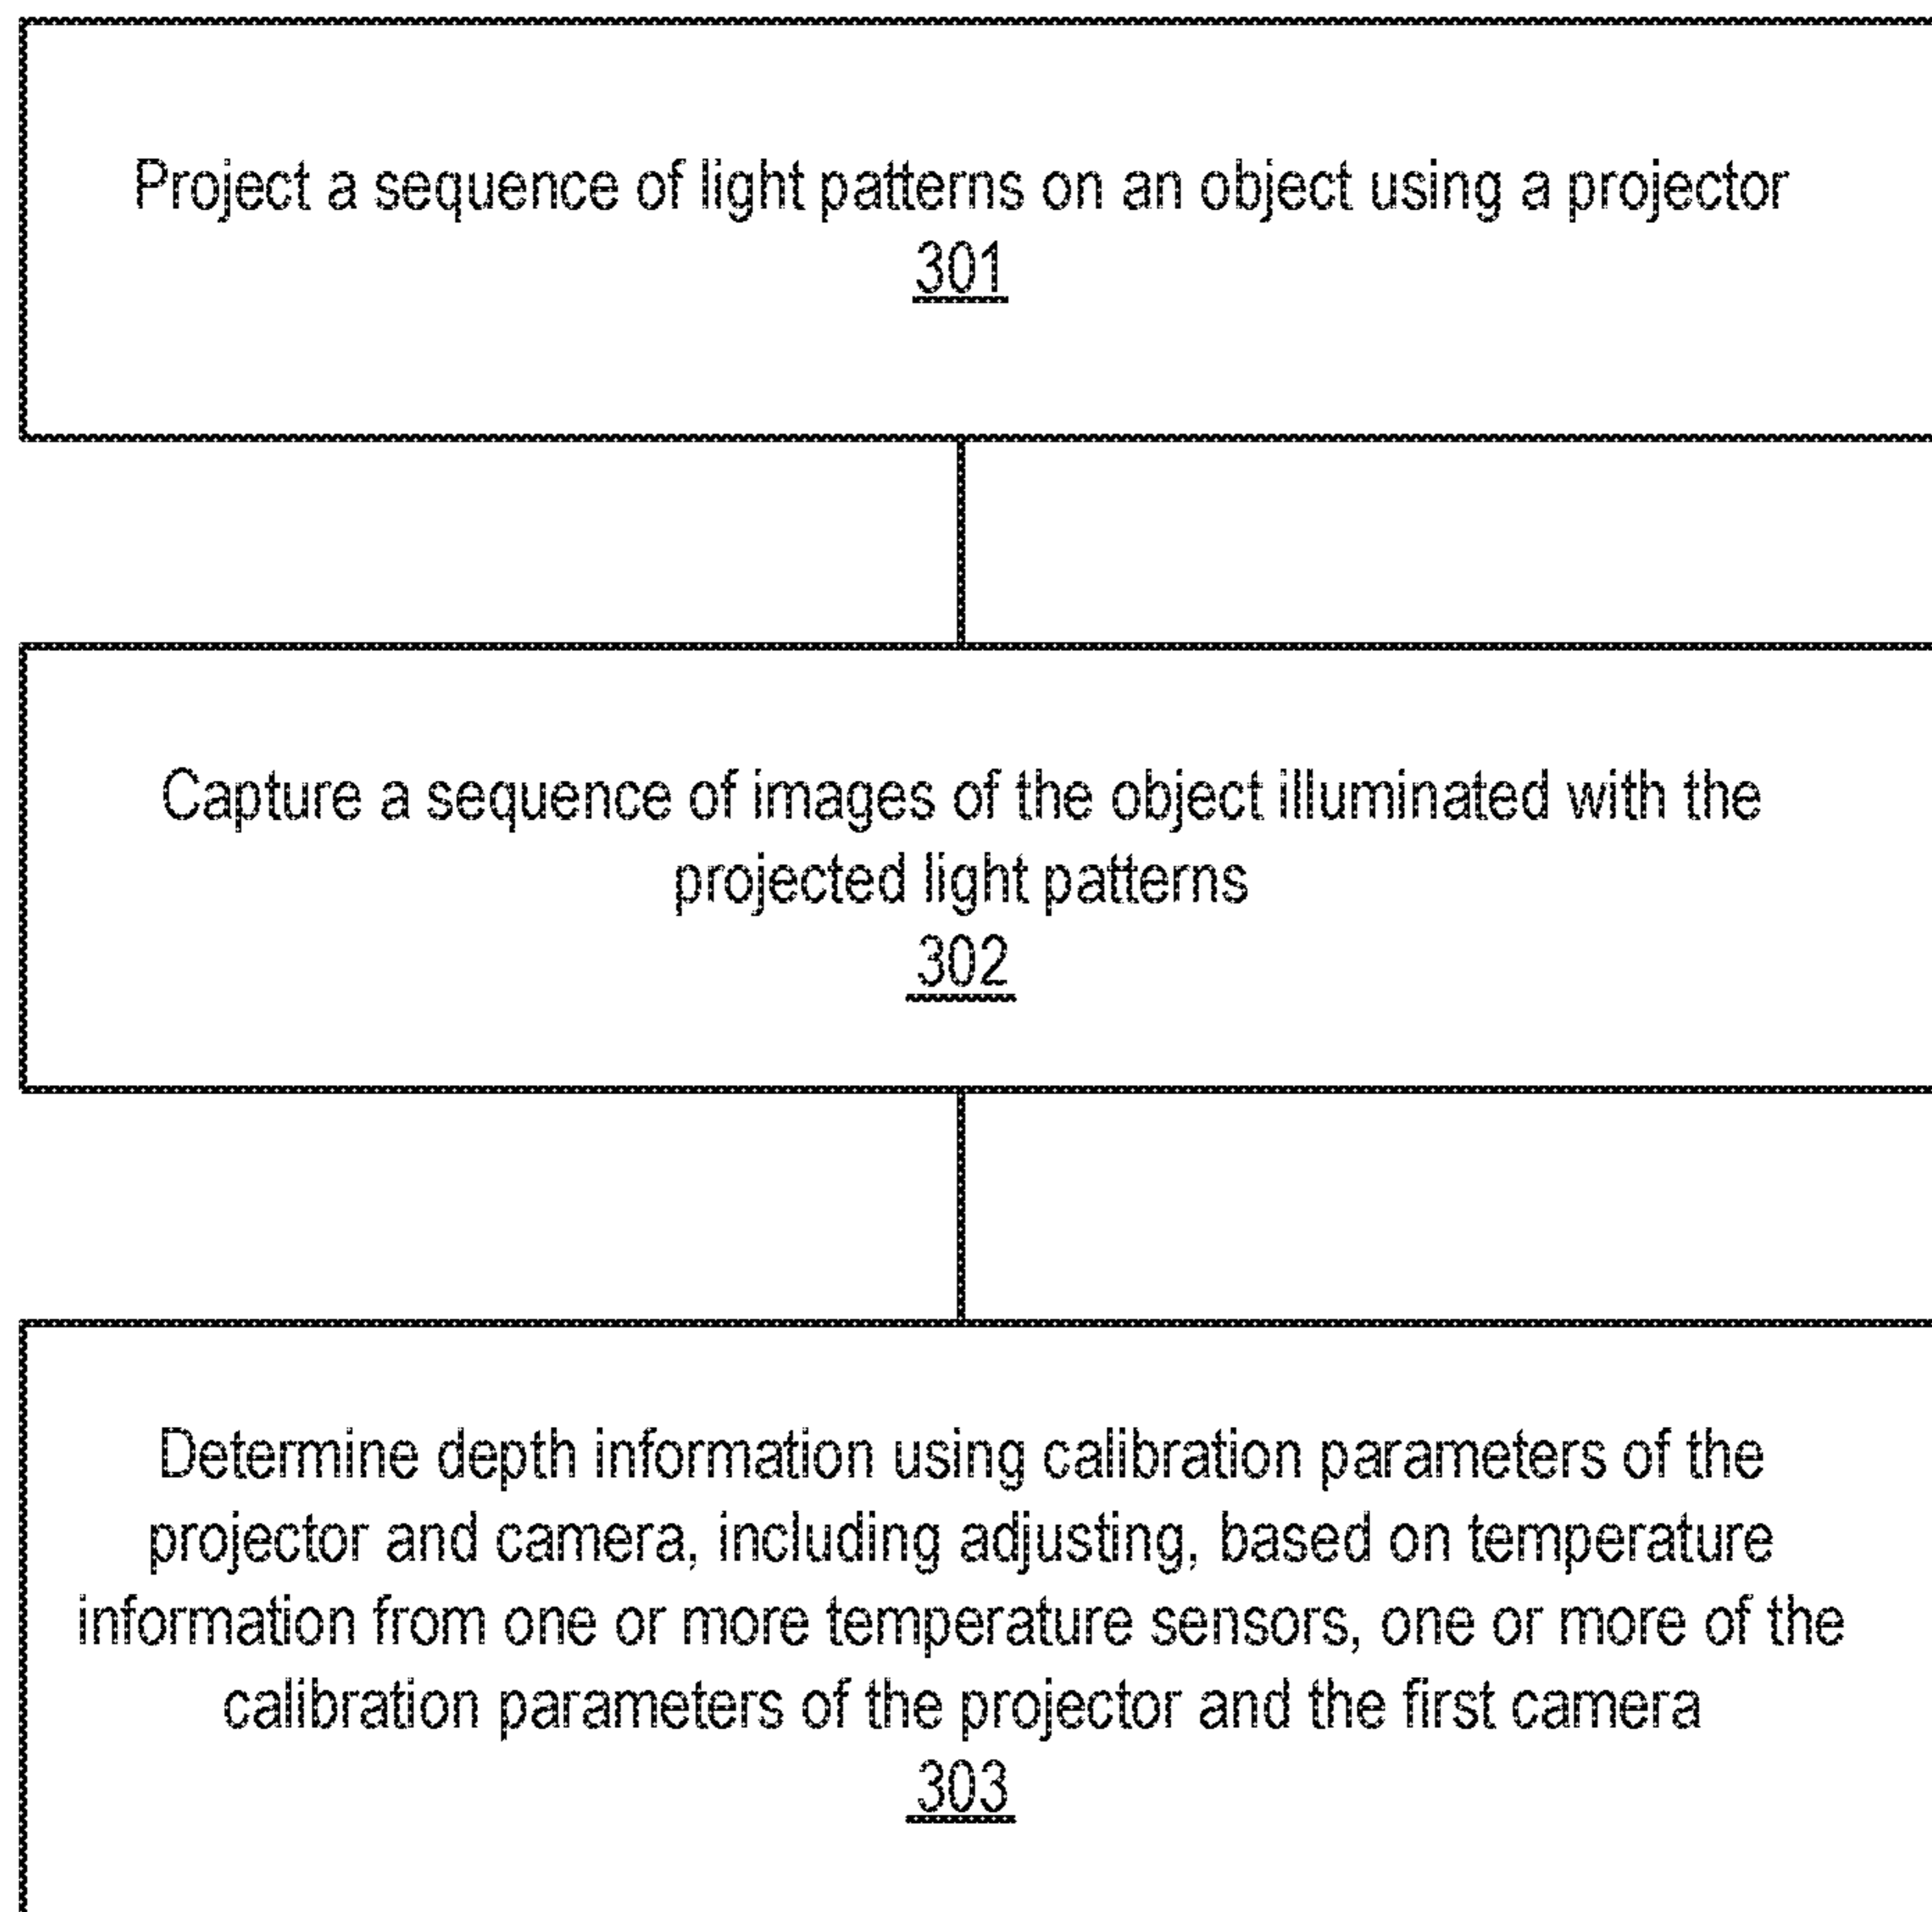 Project a sequence of light patterns on an object using a projector
301
Capture a sequence of images of the object illuminated with the
projected light patterns
302
Determine depth information using calibration parameters of the
projector and camera, including adjusting, based on temperature
information from one or more temperature sensors, one or more of the
calibration parameters of the projector and the first camera
303